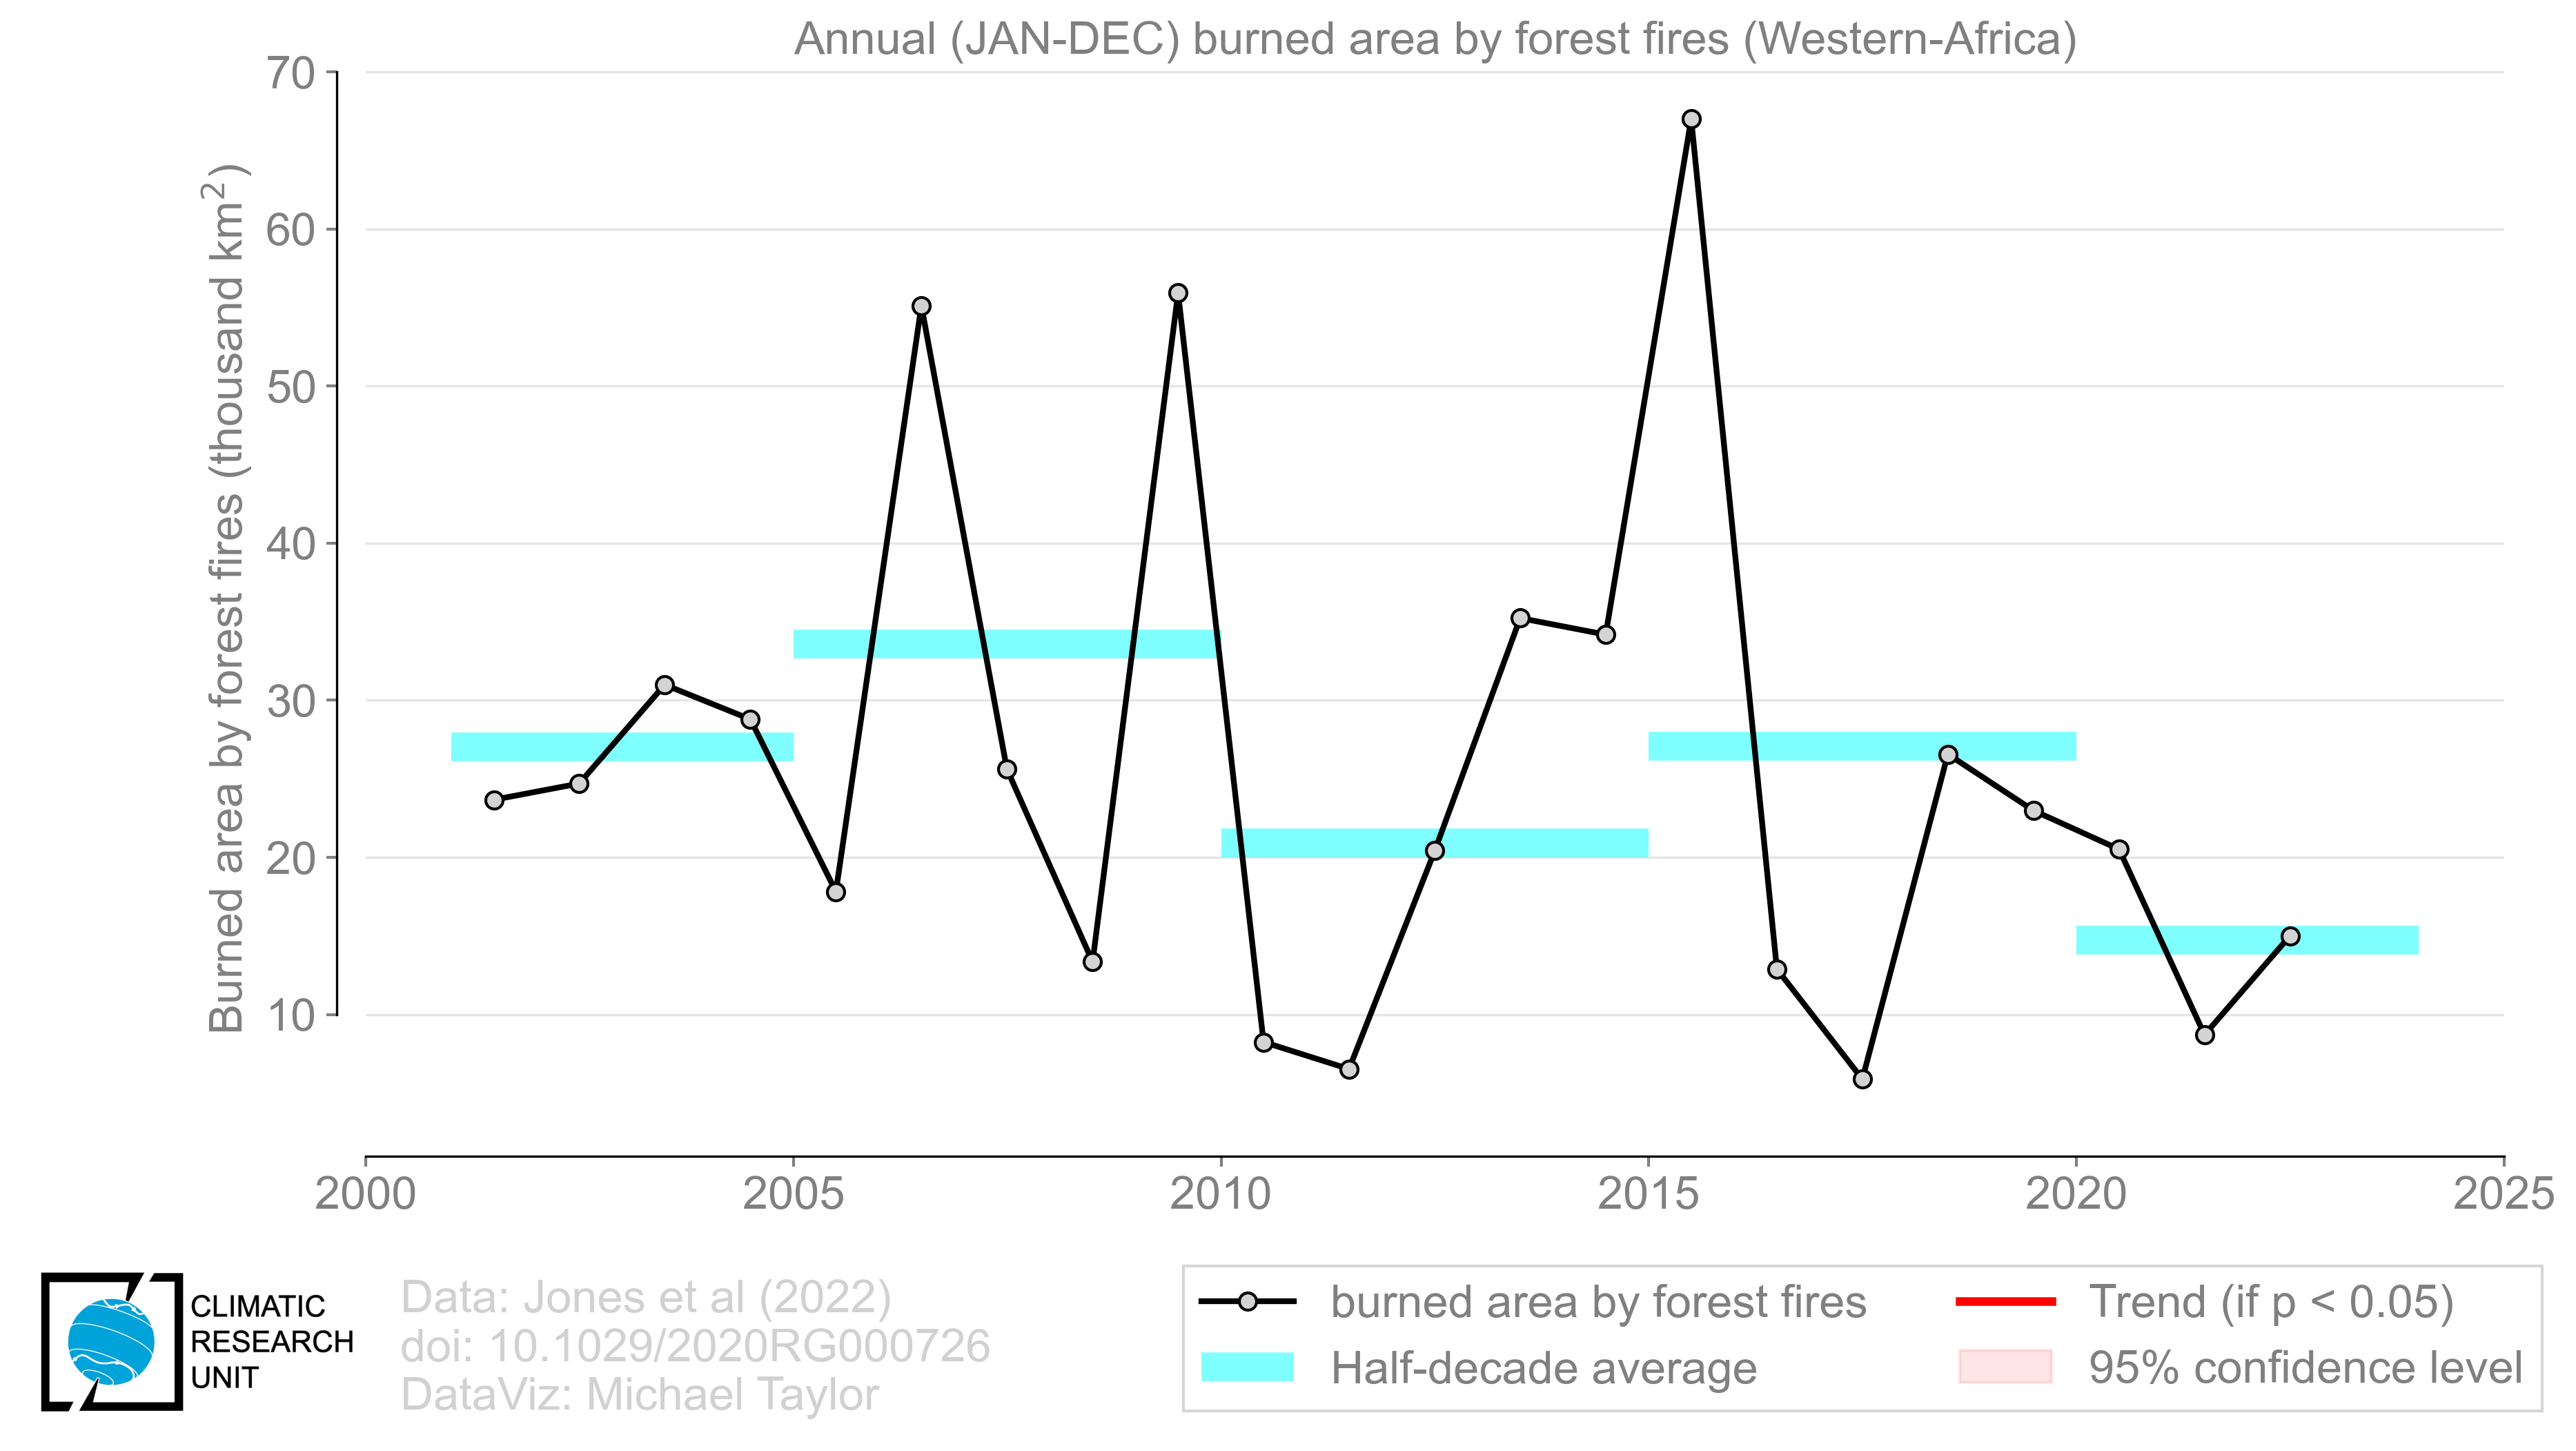 Annual (JAN-DEC) burned area by forest fires (Western-Africa)
Burned area by forest fires (thousand km²)
70
60
50
40
30
20
10
2000
2005
2010
2015
2020
2025
CLIMATIC
RESEARCH
UNIT
Data: Jones et al (2022)
doi: 10.1029/2020RG000726
DataViz: Michael Taylor
burned area by forest fires
Half-decade average
Trend (if p < 0.05)
95% confidence level